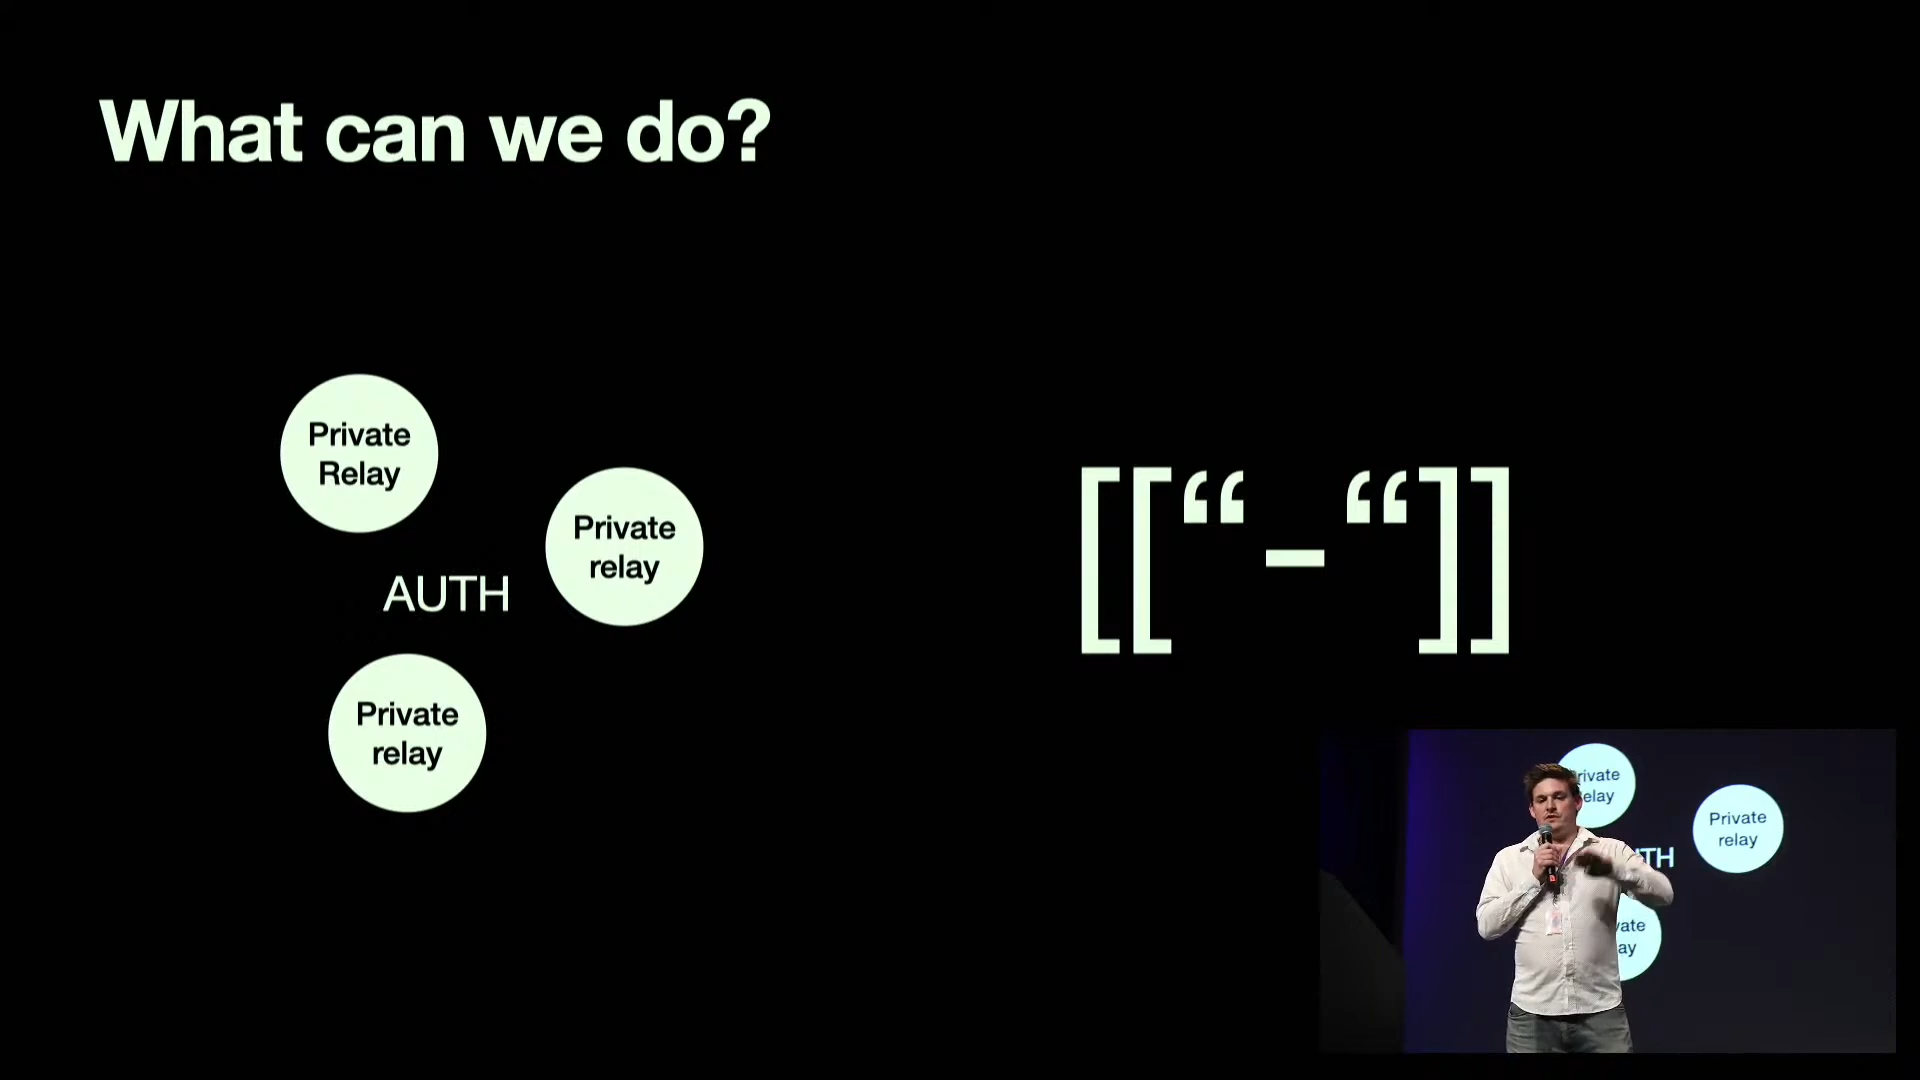 What can we do?
Private
Relay
Private
relay
AUTH
Private
relay
[[“-“]]
Private
relay